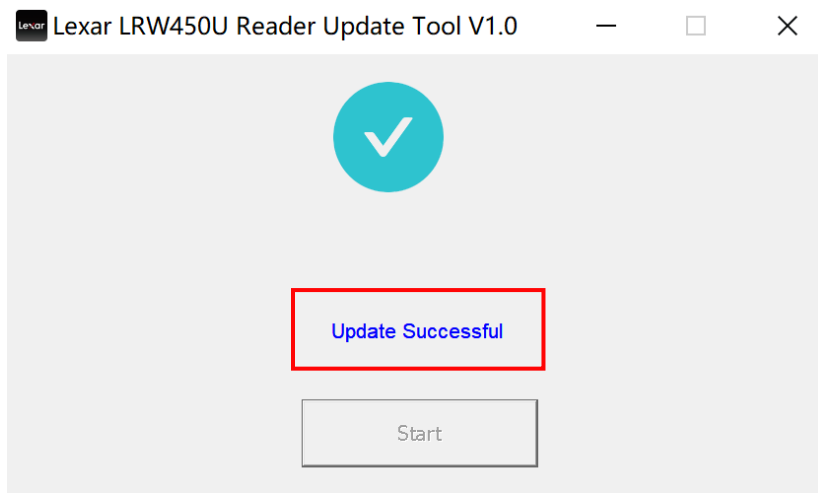 Lexar Lexar LRW450U Reader Update Tool V1.0
Update Successful
Start